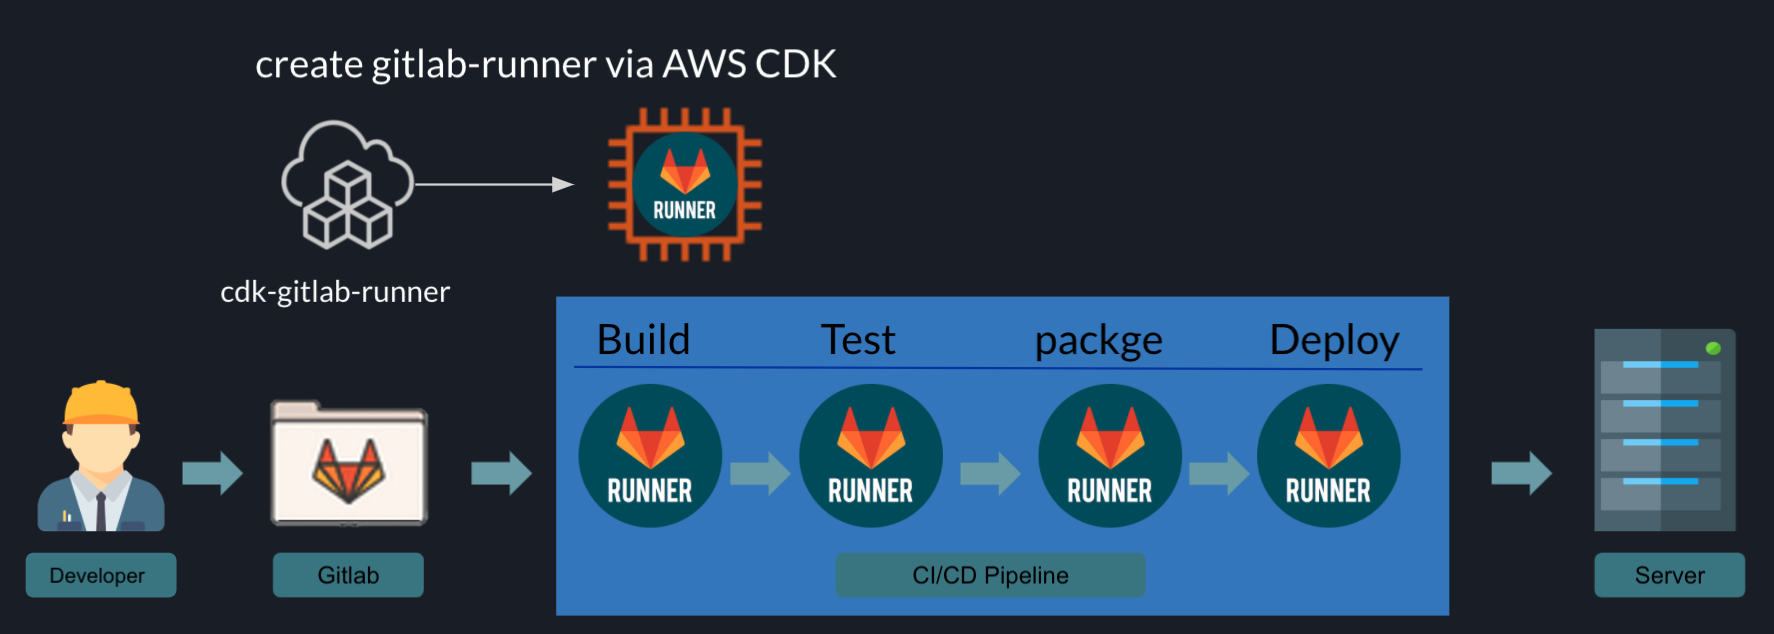 create gitlab-runner via AWS CDK
RUNNER
cdk-gitlab-runner
Build Test packge Deploy
RUNNER RUNNER RUNNER RUNNER
Developer Gitlab CI/CD Pipeline Server